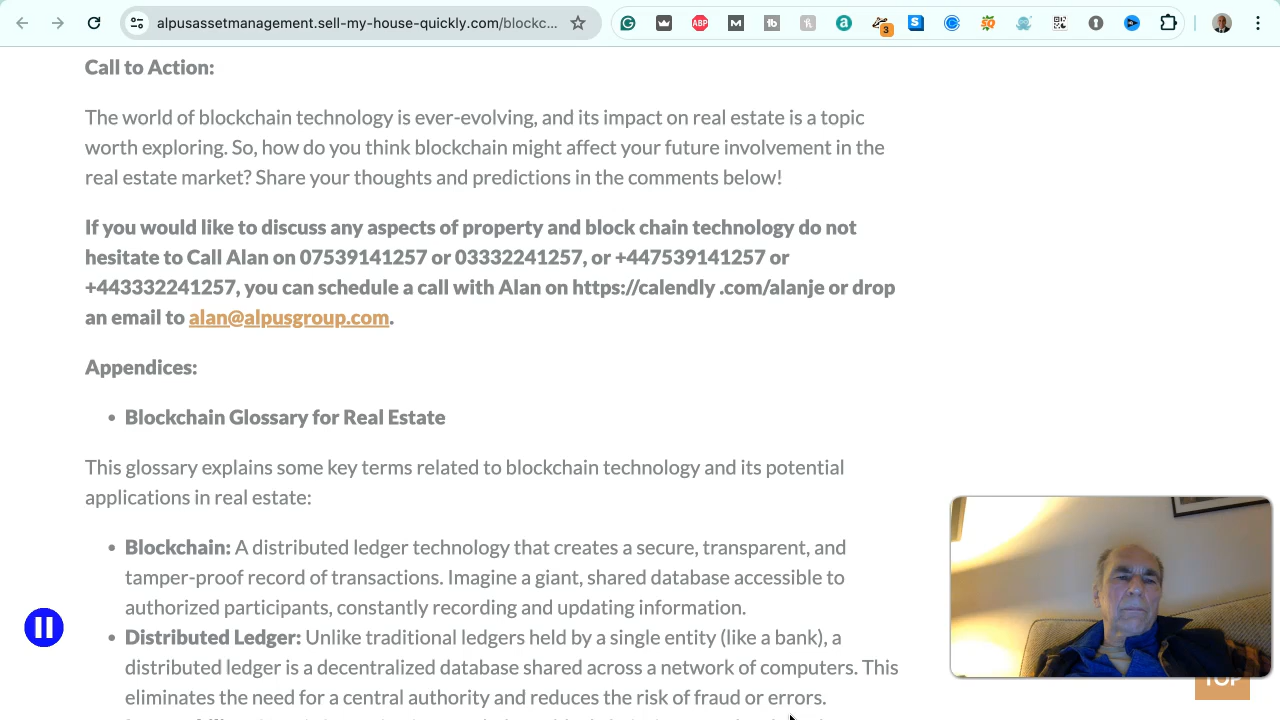 alpusassetmanagement.sell-my-house-quickly.com/blockc...
ABP
M
tb
h
a
3
S
SQ
Call to Action:
The world of blockchain technology is ever-evolving, and its impact on real estate is a topic
worth exploring. So, how do you think blockchain might affect your future involvement in the
real estate market? Share your thoughts and predictions in the comments below!
If you would like to discuss any aspects of property and block chain technology do not
hesitate to Call Alan on 07539141257 or 03332241257, or +447539141257 or
+443332241257, you can schedule a call with Alan on https://calendly .com/alanje or drop
an email to alan@alpusgroup.com.
Appendices:
• Blockchain Glossary for Real Estate
This glossary explains some key terms related to blockchain technology and its potential
applications in real estate:
• Blockchain: A distributed ledger technology that creates a secure, transparent, and
tamper-proof record of transactions. Imagine a giant, shared database accessible to
authorized participants, constantly recording and updating information.
• Distributed Ledger: Unlike traditional ledgers held by a single entity (like a bank), a
distributed ledger is a decentralized database shared across a network of computers. This
eliminates the need for a central authority and reduces the risk of fraud or errors.
TOP